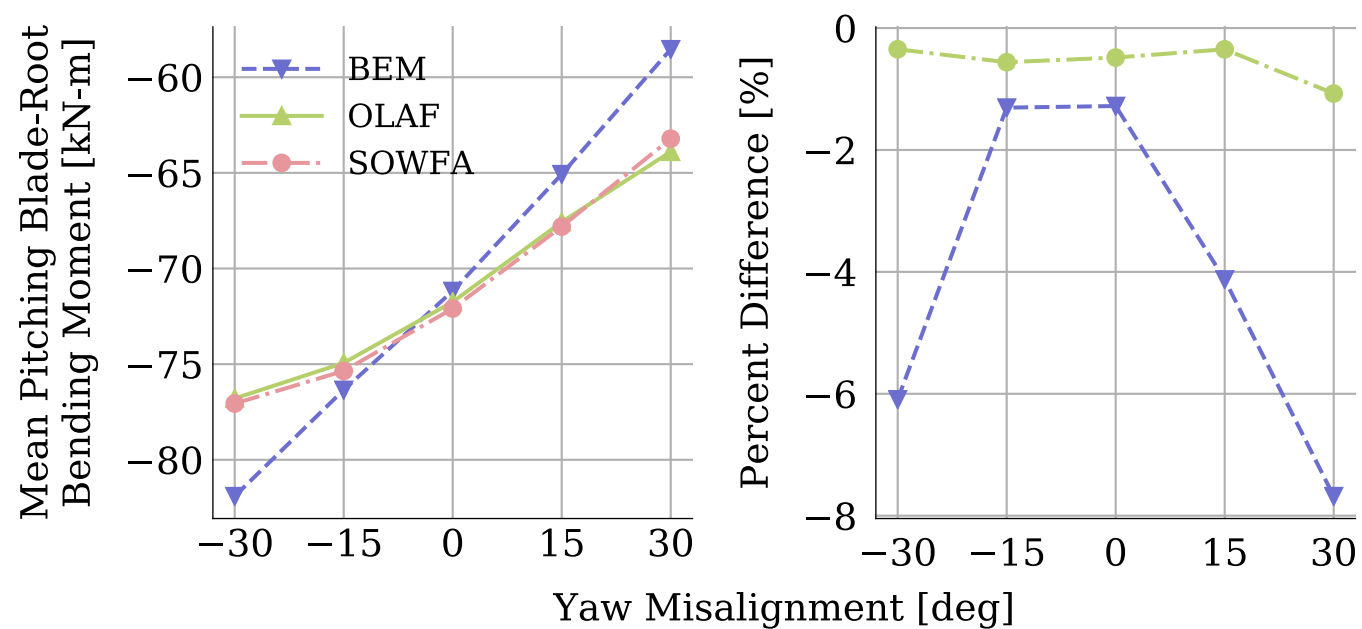 Mean Pitching Blade-Root
Bending Moment [kN-m]
−60
−65
−70
−75
−80
BEM
OLAF
SOWFA
−30 −15 0 15 30
Percent Difference [%]
0
−2
−4
−6
−8
−30 −15 0 15 30
Yaw Misalignment [deg]